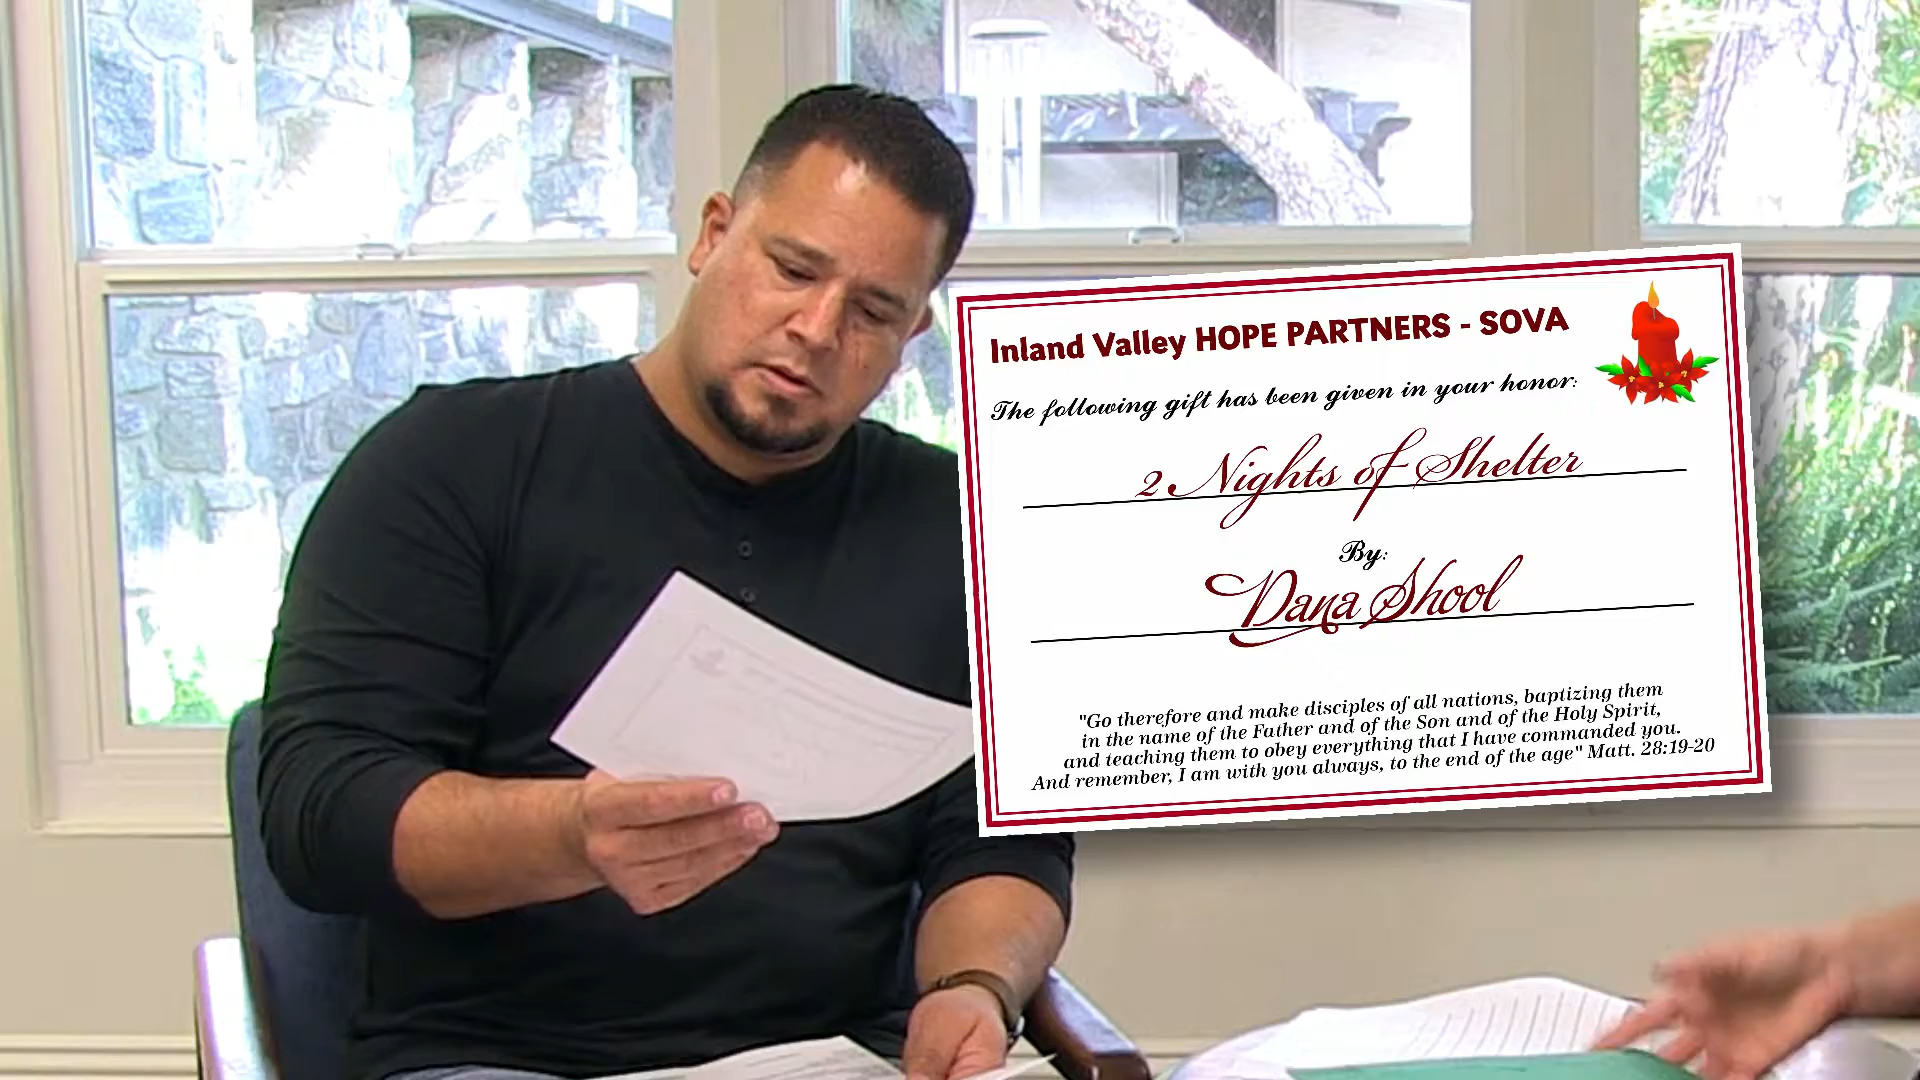 Inland Valley HOPE PARTNERS - SOVA
The following gift has been given in your honor:
2 Nights of Shelter
By:
Dana Shool
"Go therefore and make disciples of all nations, baptizing them
in the name of the Father and of the Son and of the Holy Spirit,
and teaching them to obey everything that I have commanded you.
And remember, I am with you always, to the end of the age" Matt. 28:19-20